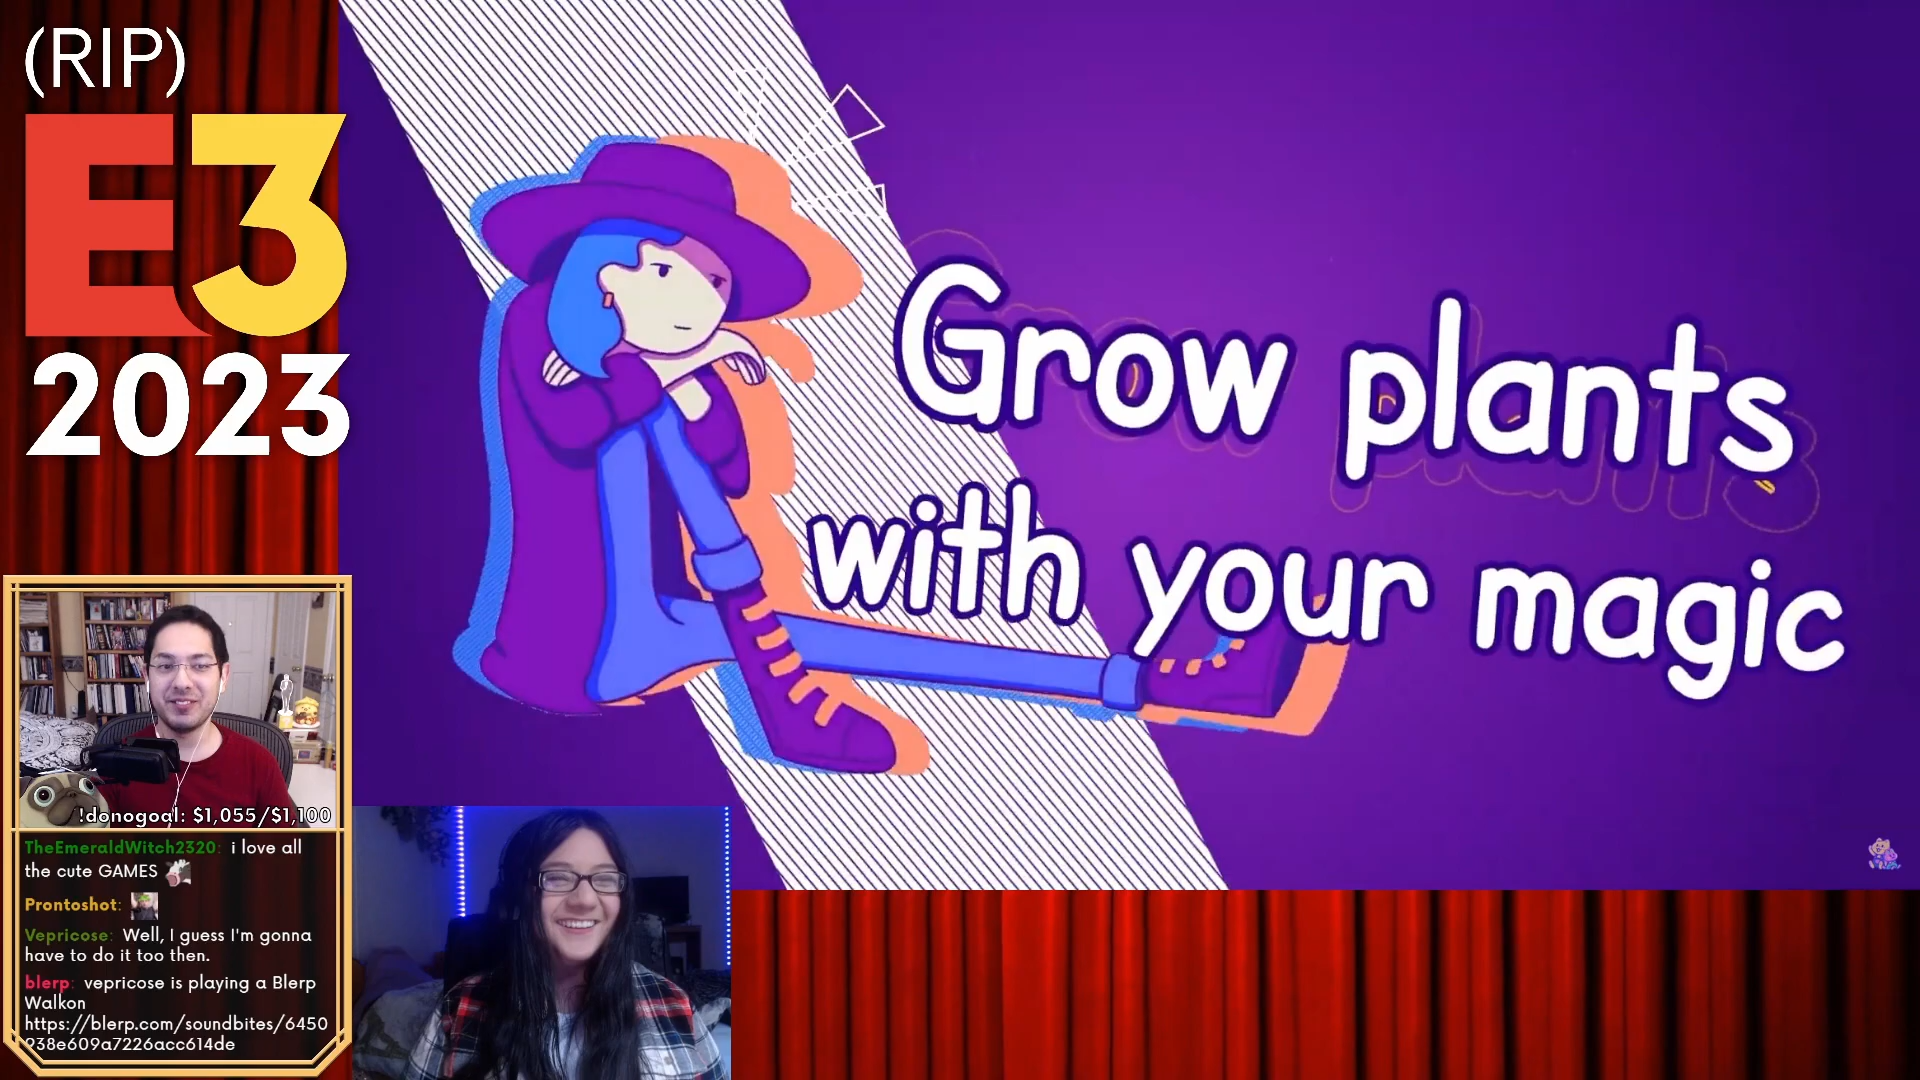 (RIP)
E3
2023
Grow plants
with your magic
!donogoal: $1,055/$1,100
TheEmeraldWitch2320: i love all
the cute GAMES
Prontoshot:
Vepricose: Well, I guess I'm gonna
have to do it too then.
blerp: vepricose is playing a Blerp
Walkon
https://blerp.com/soundbites/6450
938e609a7226acc614de